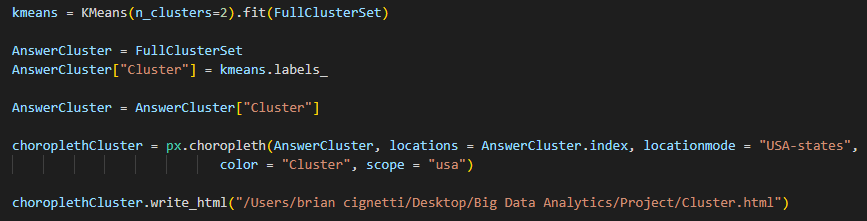 kmeans = KMeans(n_clusters=2).fit(FullClusterSet)
AnswerCluster = FullClusterSet
AnswerCluster["Cluster"] = kmeans.labels_
AnswerCluster = AnswerCluster["Cluster"]
choroplethCluster = px.choropleth(AnswerCluster, locations = AnswerCluster.index, locationmode = "USA-states",
color = "Cluster", scope = "usa")
choroplethCluster.write_html("/Users/brian cignetti/Desktop/Big Data Analytics/Project/Cluster.html")